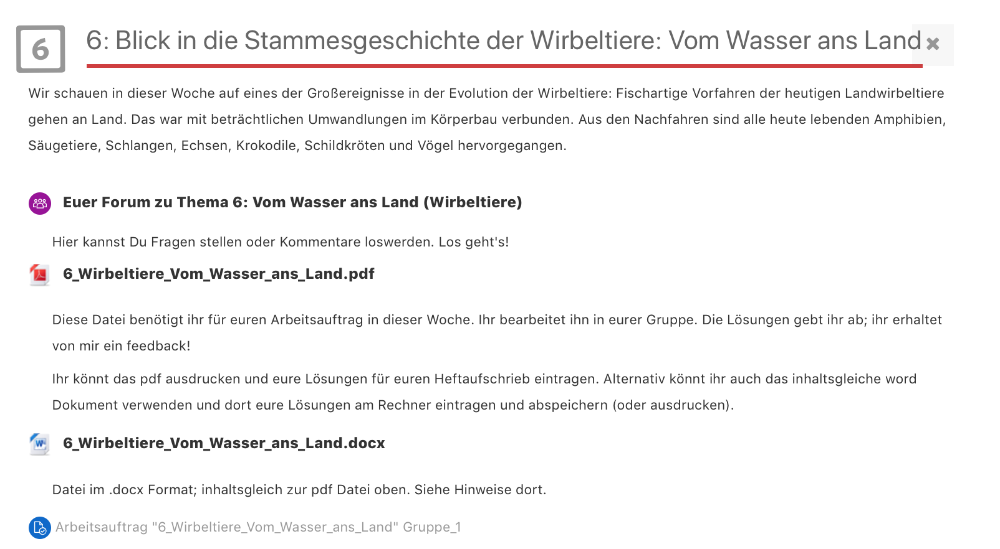 6
6: Blick in die Stammesgeschichte der Wirbeltiere: Vom Wasser ans Land
Wir schauen in dieser Woche auf eines der Großereignisse in der Evolution der Wirbeltiere: Fischartige Vorfahren der heutigen Landwirbeltiere
gehen an Land. Das war mit beträchtlichen Umwandlungen im Körperbau verbunden. Aus den Nachfahren sind alle heute lebenden Amphibien,
Säugetiere, Schlangen, Echsen, Krokodile, Schildkröten und Vögel hervorgegangen.
Euer Forum zu Thema 6: Vom Wasser ans Land (Wirbeltiere)
Hier kannst Du Fragen stellen oder Kommentare loswerden. Los geht's!
6_Wirbeltiere_Vom_Wasser_ans_Land.pdf
Diese Datei benötigt ihr für euren Arbeitsauftrag in dieser Woche. Ihr bearbeitet ihn in eurer Gruppe. Die Lösungen gebt ihr ab; ihr erhaltet
von mir ein feedback!
Ihr könnt das pdf ausdrucken und eure Lösungen für euren Heftaufschrieb eintragen. Alternativ könnt ihr auch das inhaltsgleiche word
Dokument verwenden und dort eure Lösungen am Rechner eintragen und abspeichern (oder ausdrucken).
6_Wirbeltiere_Vom_Wasser_ans_Land.docx
Datei im .docx Format; inhaltsgleich zur pdf Datei oben. Siehe Hinweise dort.
Arbeitsauftrag "6_Wirbeltiere_Vom_Wasser_ans_Land" Gruppe_1